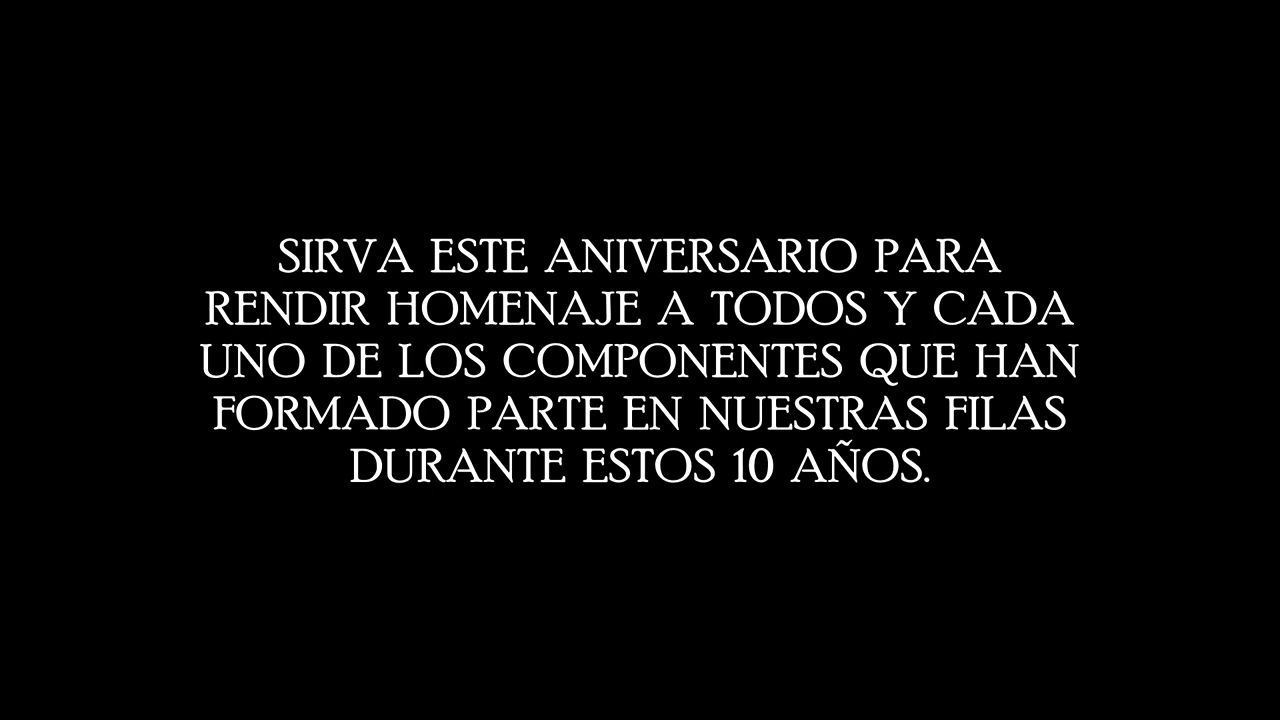 SIRVA ESTE ANIVERSARIO PARA
RENDIR HOMENAJE A TODOS Y CADA
UNO DE LOS COMPONENTES QUE HAN
FORMADO PARTE EN NUESTRAS FILAS
DURANTE ESTOS 10 AÑOS.